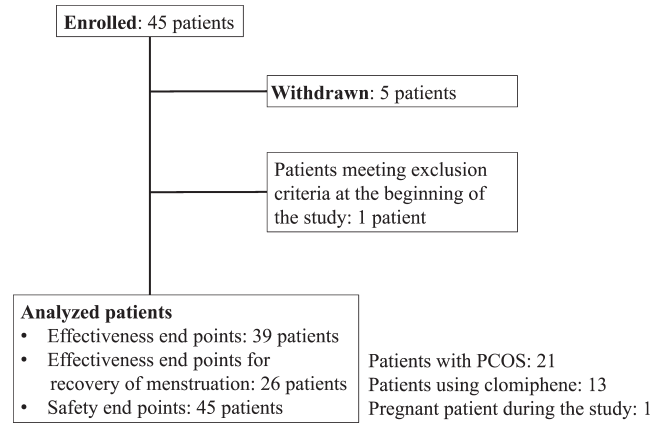 Enrolled: 45 patients
Withdrawn: 5 patients
Patients meeting exclusion
criteria at the beginning of
the study: 1 patient
Analyzed patients
• Effectiveness end points: 39 patients
• Effectiveness end points for
recovery of menstruation: 26 patients
• Safety end points: 45 patients
Patients with PCOS: 21
Patients using clomiphene: 13
Pregnant patient during the study: 1